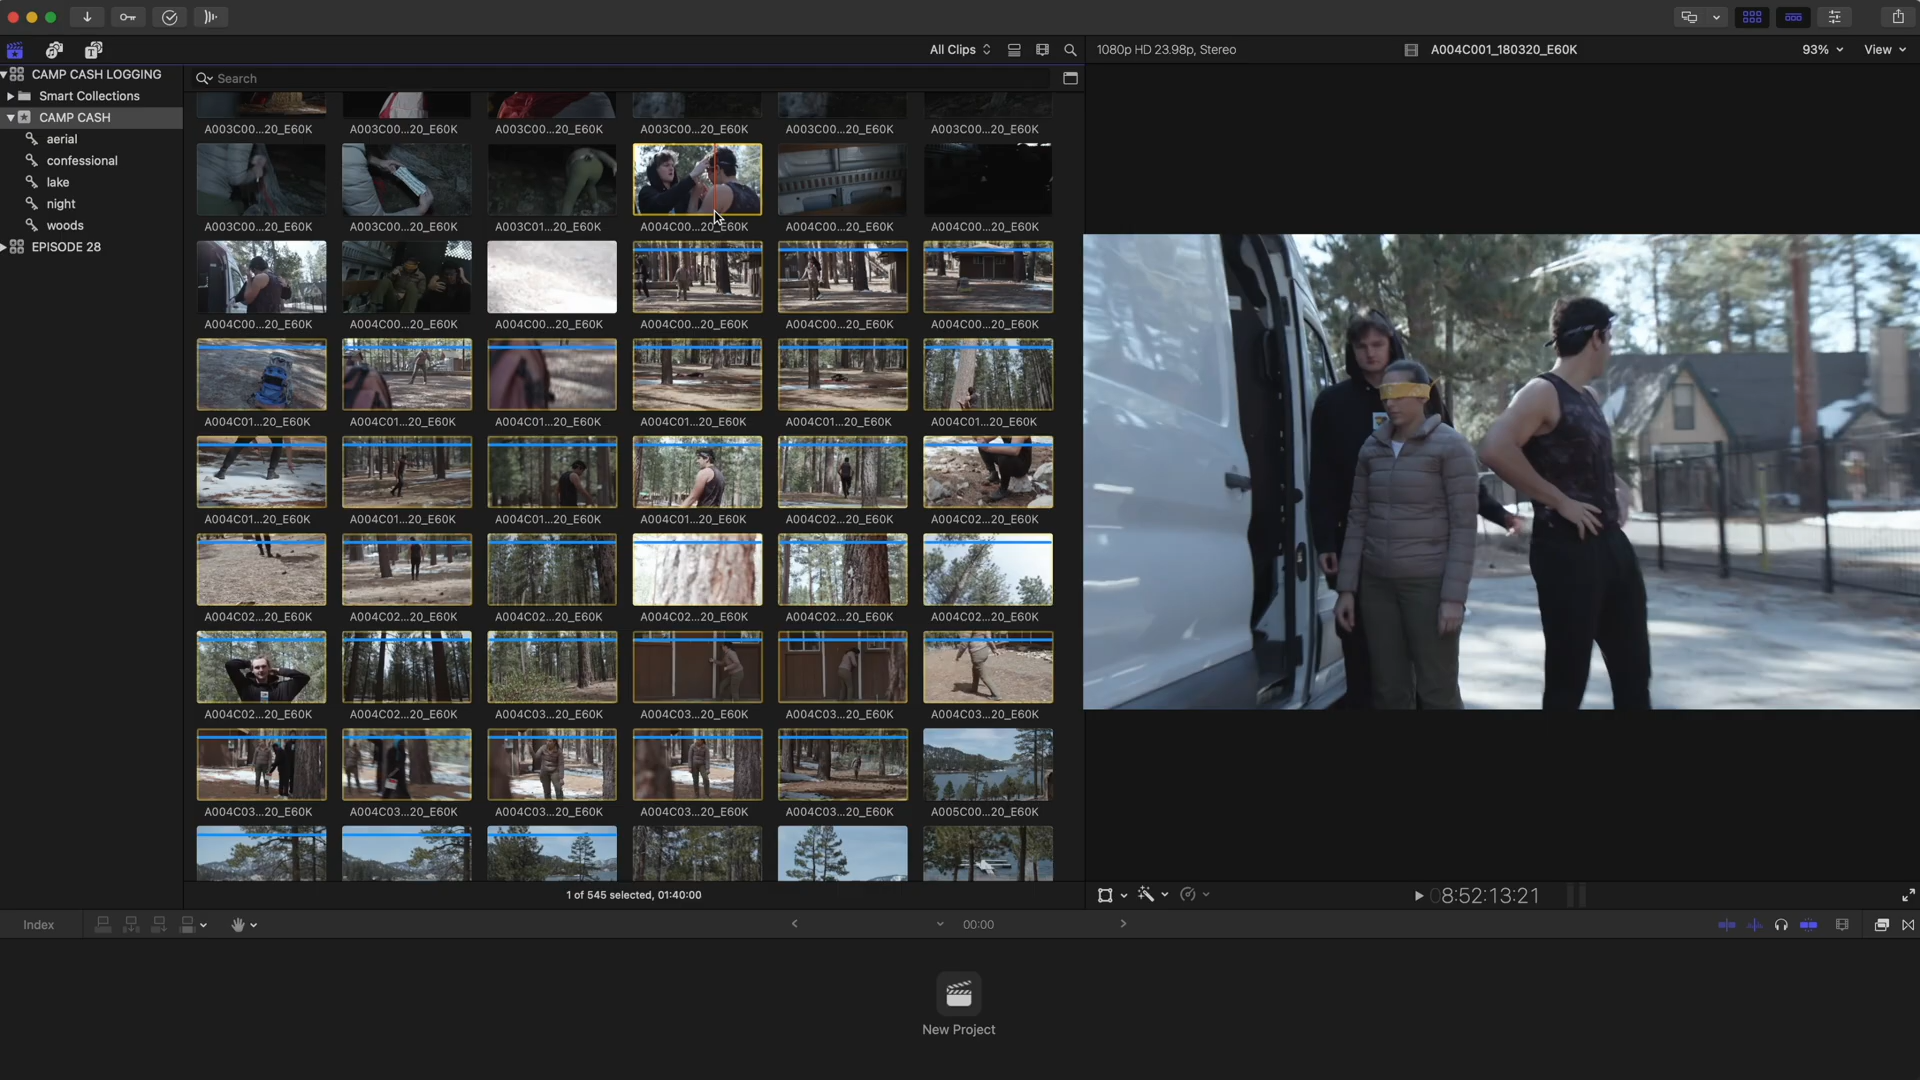 All Clips
1080p HD 23.98p, Stereo
A004C001_180320_E60K
93%
View
CAMP CASH LOGGING
Smart Collections
CAMP CASH
aerial
confessional
lake
night
woods
EPISODE 28
Search
A003C00...20_E60K A003C00...20_E60K A003C00...20_E60K A003C00...20_E60K A003C00...20_E60K A003C00...20_E60K
A003C00...20_E60K A003C00...20_E60K A003C01...20_E60K A004C00...20_E60K A004C00...20_E60K A004C00...20_E60K
A004C00...20_E60K A004C00...20_E60K A004C00...20_E60K A004C00...20_E60K A004C00...20_E60K A004C00...20_E60K
A004C01...20_E60K A004C01...20_E60K A004C01...20_E60K A004C01...20_E60K A004C01...20_E60K A004C01...20_E60K
A004C01...20_E60K A004C01...20_E60K A004C01...20_E60K A004C01...20_E60K A004C02...20_E60K A004C02...20_E60K
A004C02...20_E60K A004C02...20_E60K A004C02...20_E60K A004C02...20_E60K A004C02...20_E60K A004C02...20_E60K
A004C02...20_E60K A004C02...20_E60K A004C03...20_E60K A004C03...20_E60K A004C03...20_E60K A004C03...20_E60K
A004C03...20_E60K A004C03...20_E60K A004C03...20_E60K A004C03...20_E60K A004C03...20_E60K A005C00...20_E60K
1 of 545 selected, 01:40:00
08:52:13:21
Index
00:00
New Project